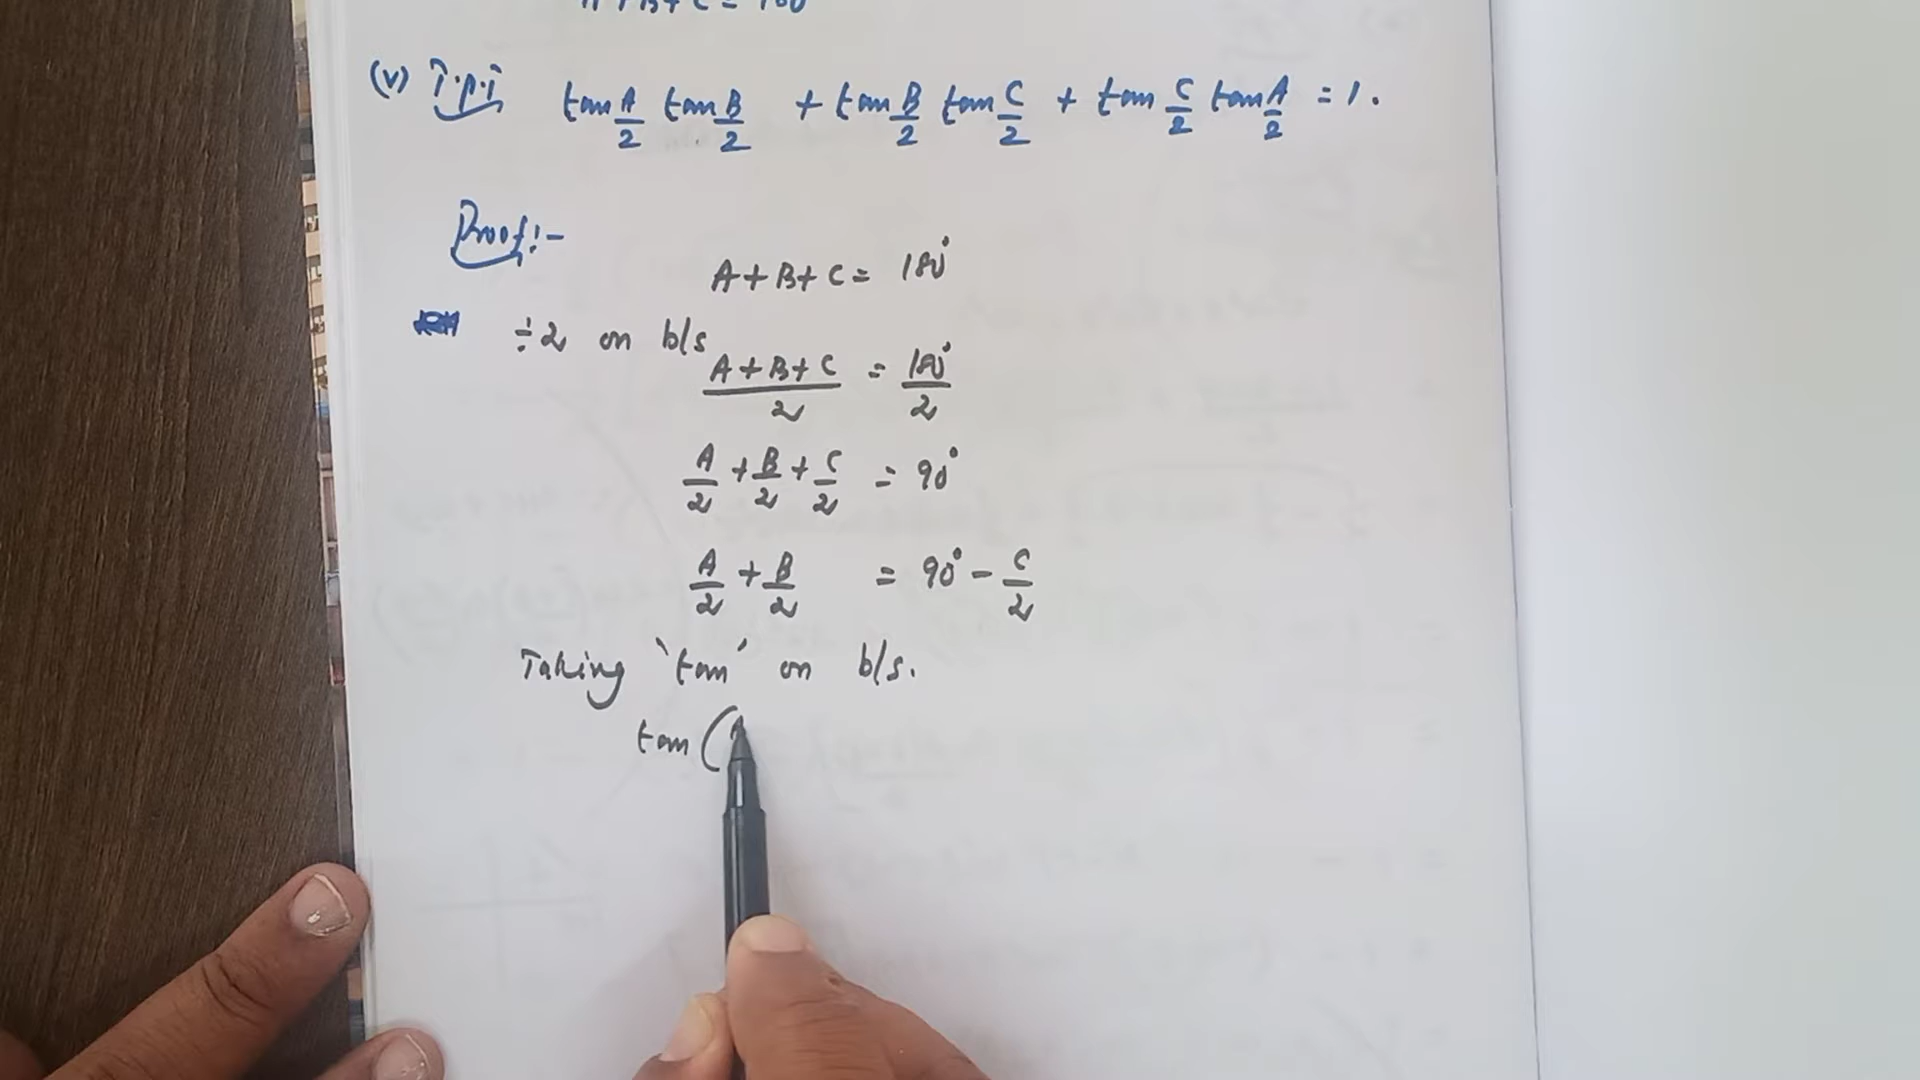 A+B+C = 180
(v) T.P.T tan A/2 tan B/2 + tan B/2 tan C/2 + tan C/2 tan A/2 = 1.
Proof:-
A+B+C = 180°
÷2 on b/s
(A+B+C)/2 = 180°/2
A/2 + B/2 + C/2 = 90°
A/2 + B/2 = 90° - C/2
Taking 'tan' on b/s.
tan (A